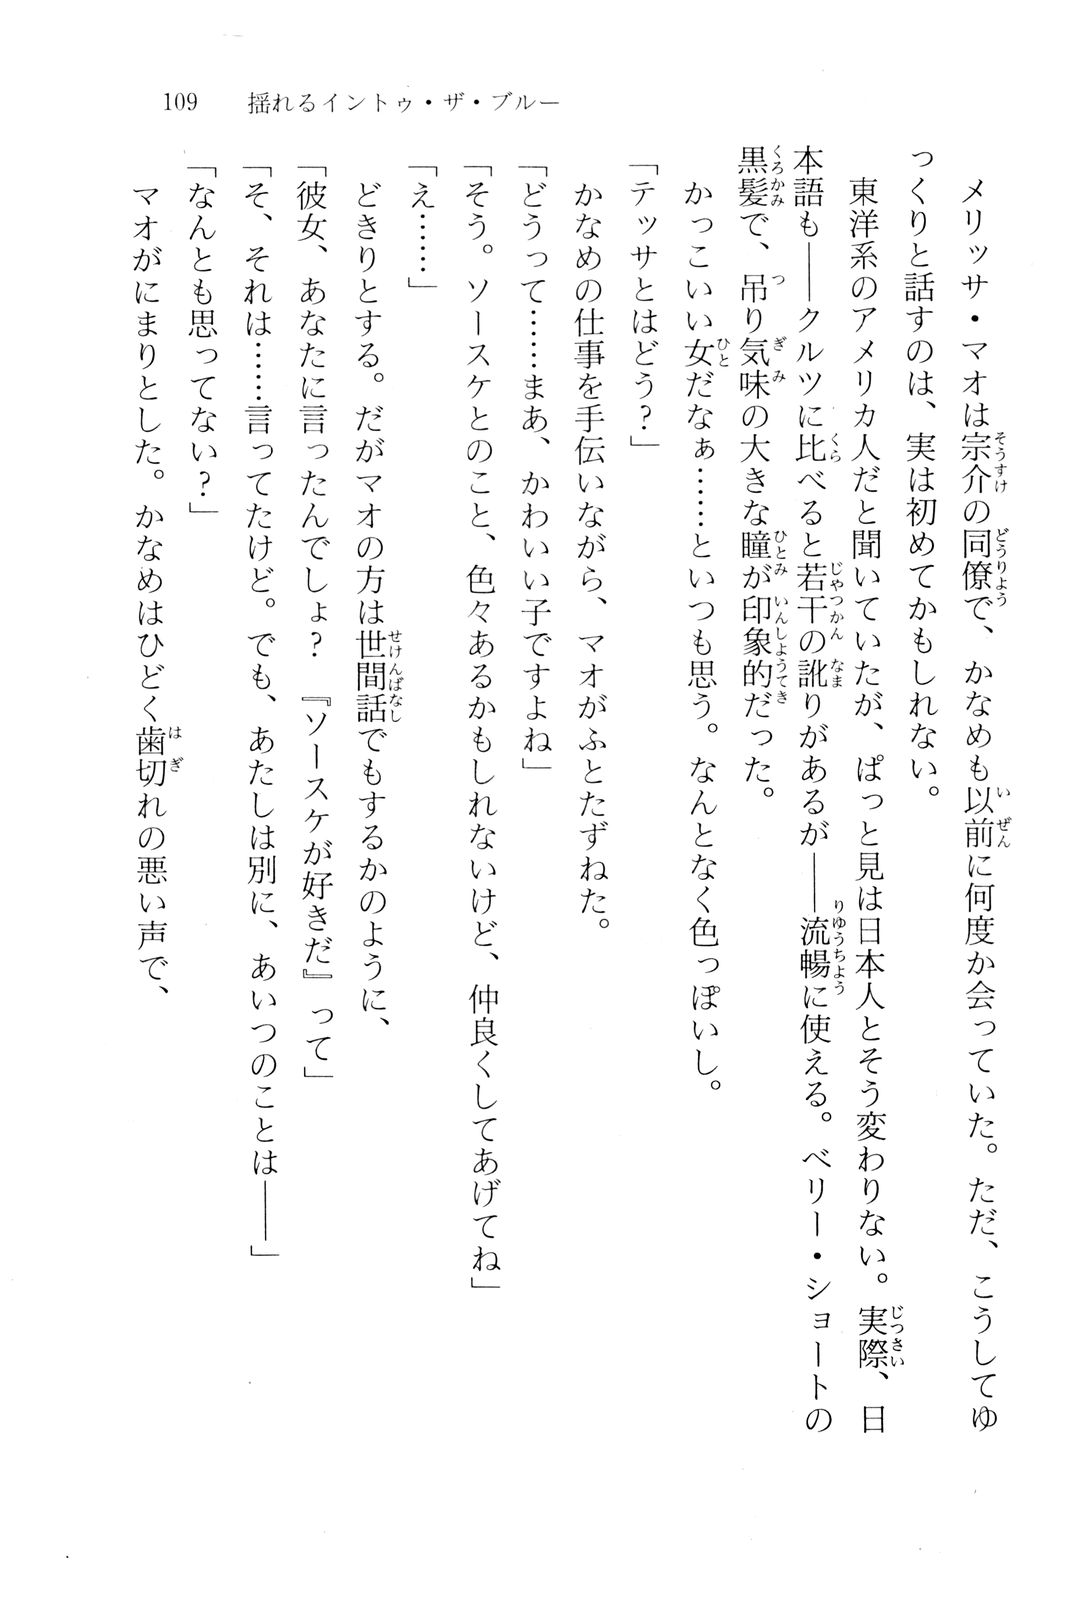 109　揺れるイントゥ・ザ・ブルー
　メリッサ・マオは宗介の同僚で、かなめも以前に何度か会っていた。ただ、こうしてゆ
っくりと話すのは、実は初めてかもしれない。
　東洋系のアメリカ人だと聞いていたが、ぱっと見は日本人とそう変わりない。実際、日
本語も――クルツに比べると若干の訛りがあるが――流暢に使える。ベリー・ショートの
黒髪で、吊り気味の大きな瞳が印象的だった。
　かっこいい女だなぁ……といつも思う。なんとなく色っぽいし。
「テッサとはどう？」
　かなめの仕事を手伝いながら、マオがふとたずねた。
「どうって……まあ、かわいい子ですよね」
「そう。ソースケとのこと、色々あるかもしれないけど、仲良くしてあげてね」
「え……」
　どきりとする。だがマオの方は世間話でもするかのように、
「彼女、あなたに言ったんでしょ？　『ソースケが好きだ』って」
「そ、それは……言ってたけど。でも、あたしは別に、あいつのことは――」
「なんとも思ってない？」
　マオがにまりとした。かなめはひどく歯切れの悪い声で、